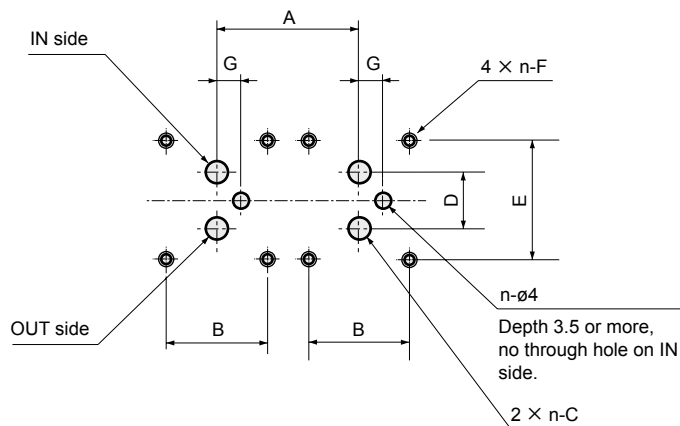 A
IN side
G
G
4 × n-F
D
E
n-ø4
OUT side
B
B
Depth 3.5 or more,
no through hole on IN
side.
2 × n-C